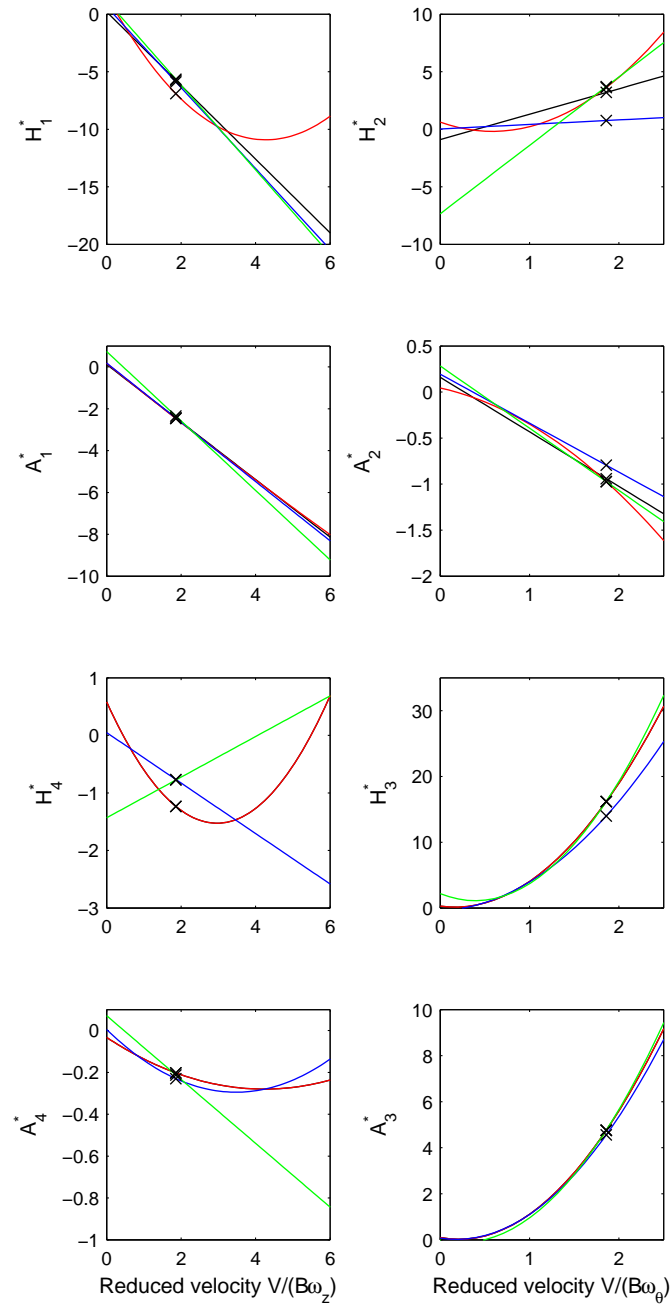 0
−5
−10
−15
−20
0 2 4 6
H*1
10
5
0
−5
−10
0 1 2
H*2
0
−2
−4
−6
−8
−10
0 2 4 6
A*1
0.5
0
−0.5
−1
−1.5
−2
0 1 2
A*2
1
0
−1
−2
−3
0 2 4 6
H*4
30
20
10
0
0 1 2
H*3
0
−0.2
−0.4
−0.6
−0.8
−1
0 2 4 6
A*4
Reduced velocity V/(Bωz)
10
8
6
4
2
0
0 1 2
A*3
Reduced velocity V/(Bωθ)